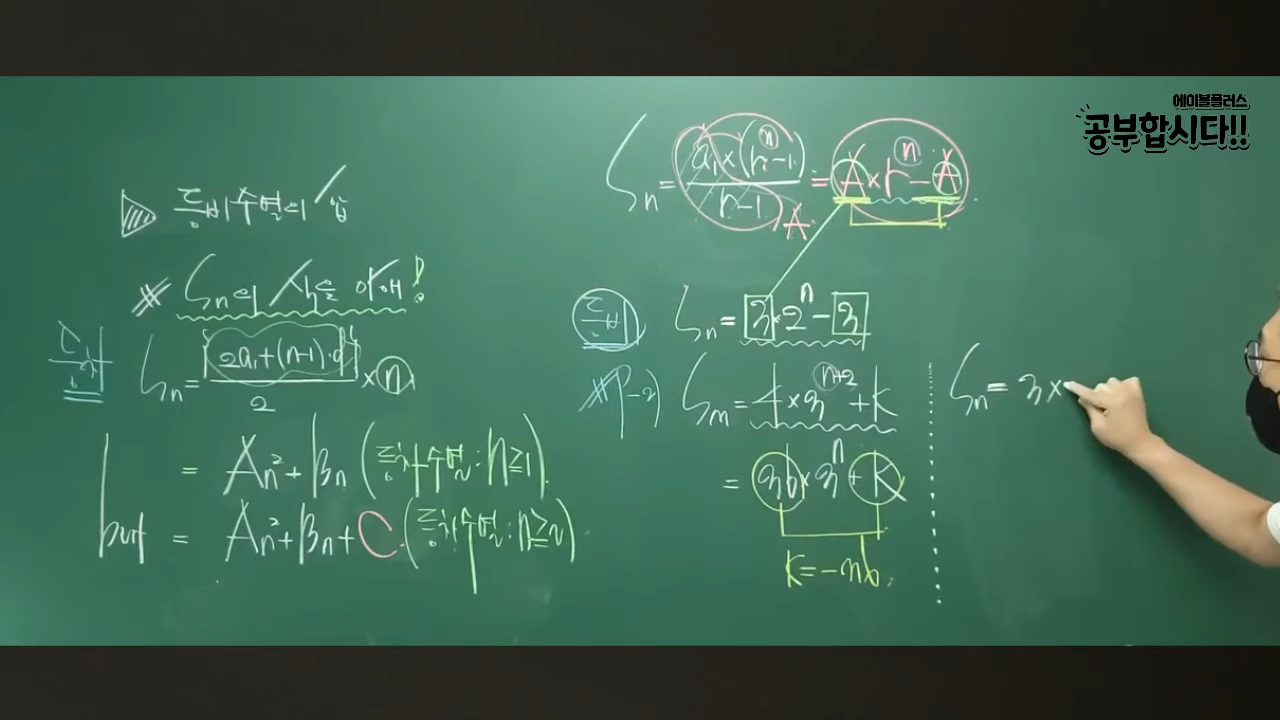 에이블플러스
공부합시다!!
등비수열의 합
※ Sn의 식을 이해!
등차 Sn = {2a₁+(n-1)·d} / 2 × n
= An²+Bn (등차수열 : n≥1).
but = An²+Bn+C. (등차수열 : n≥2).
Sn = a₁×(rⁿ-1) / r-1 = A×rⁿ-A
A
등비 Sn = 3×2ⁿ-3
Sn = 4×3ⁿ⁺²+k
= 36×3ⁿ+k
k=-36.
Sn = 3×